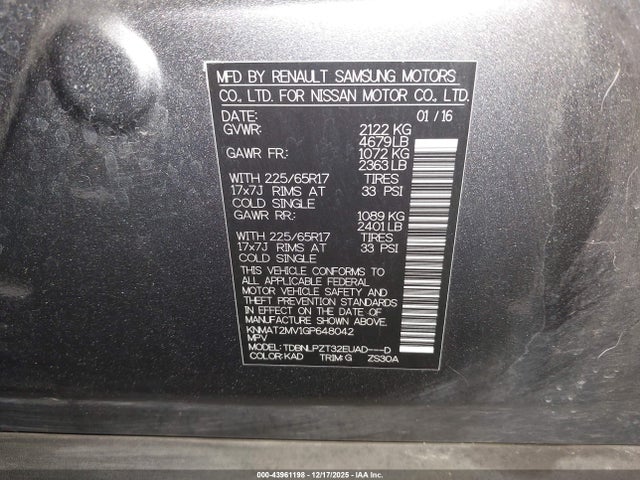 MFD BY RENAULT SAMSUNG MOTORS
CO., LTD. FOR NISSAN MOTOR CO., LTD.
DATE: 01 / 16
GVWR: 2122 KG
4679 LB
GAWR FR.: 1072 KG
2363 LB
WITH 225/65R17 TIRES
17x7J RIMS AT 33 PSI
COLD SINGLE
GAWR RR.: 1089 KG
2401 LB
WITH 225/65R17 TIRES
17x7J RIMS AT 33 PSI
COLD SINGLE
THIS VEHICLE CONFORMS TO
ALL APPLICABLE FEDERAL
MOTOR VEHICLE SAFETY AND
THEFT PREVENTION STANDARDS
IN EFFECT ON THE DATE OF
MANUFACTURE SHOWN ABOVE.
KNMAT2MV1GP648042
MPV
MODEL: TDBNLPZT32EUAD---D
COLOR: KAD TRIM: G ZS30A
000-43961198 - 12/17/2025 - IAA Inc.